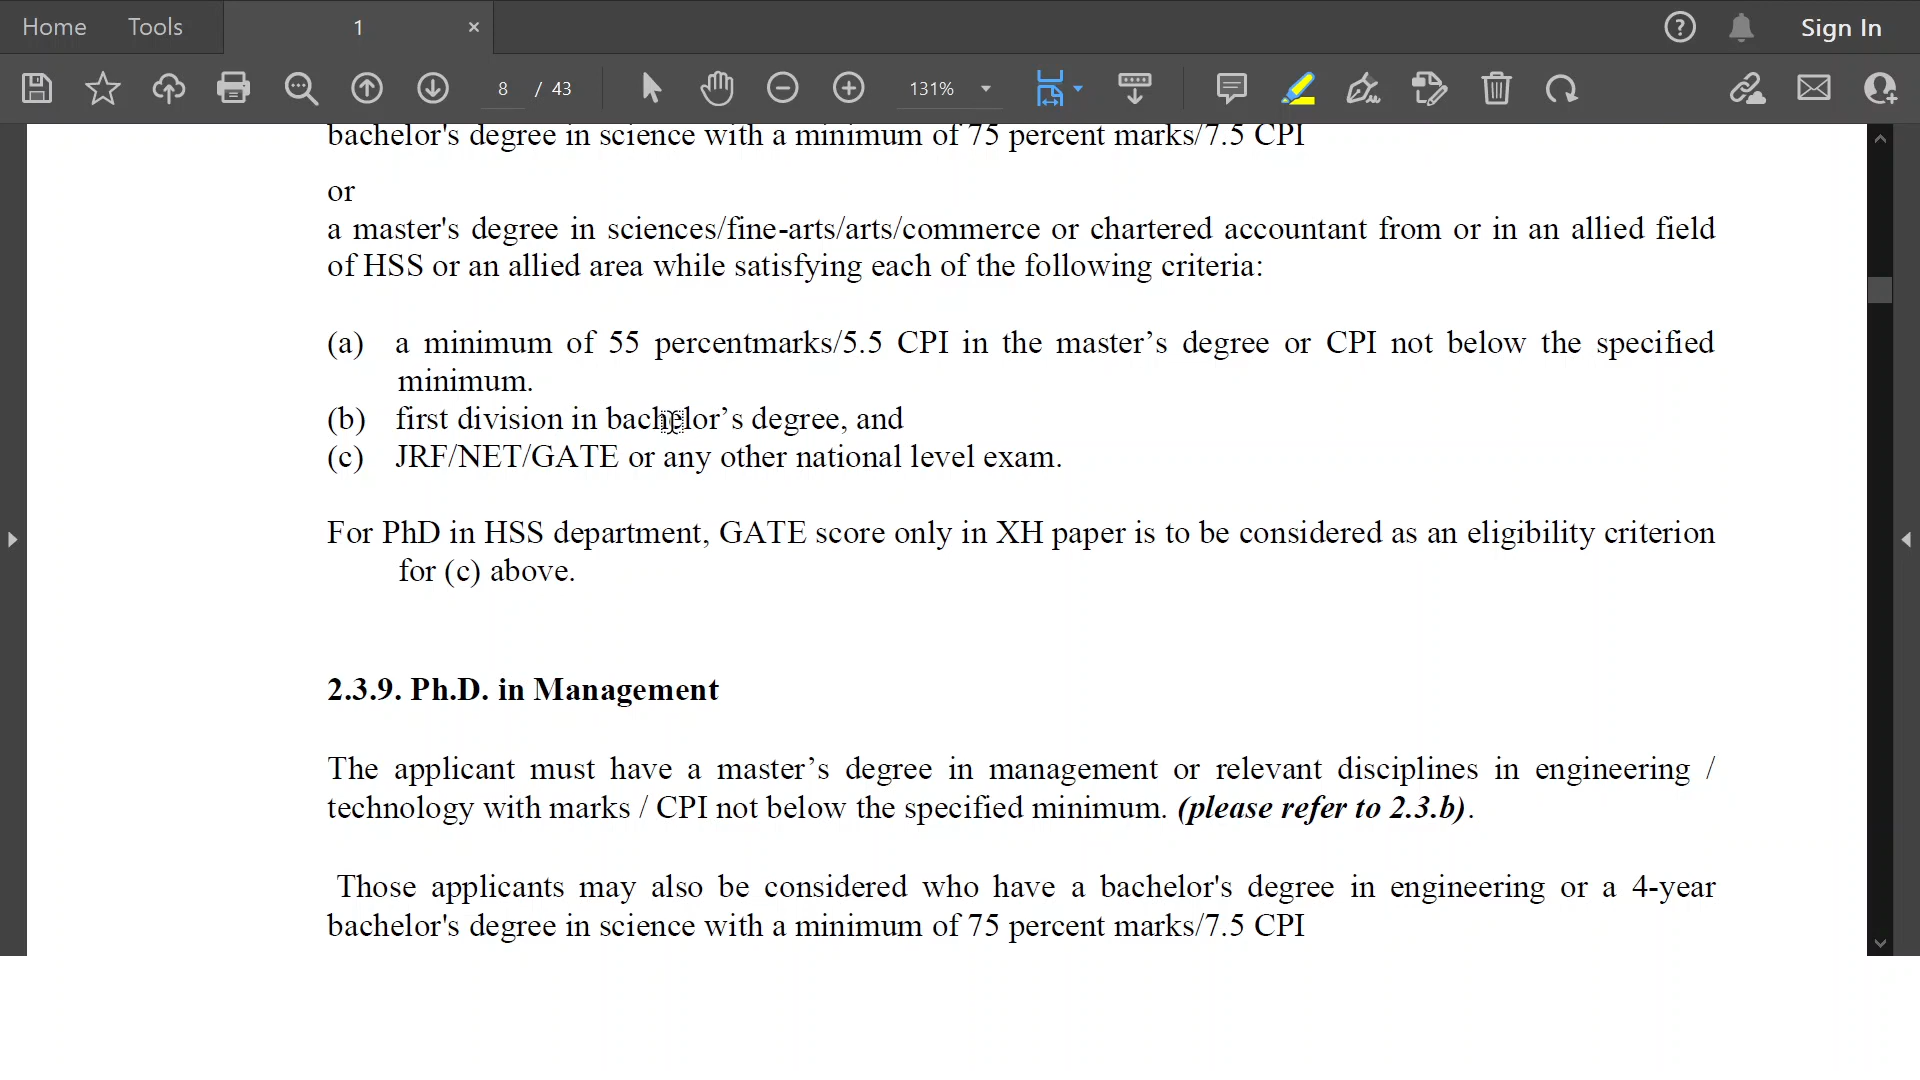 Home Tools 1 × Sign In
8 / 43 131%
bachelor's degree in science with a minimum of 75 percent marks/7.5 CPI
or
a master's degree in sciences/fine-arts/arts/commerce or chartered accountant from or in an allied field
of HSS or an allied area while satisfying each of the following criteria:
(a) a minimum of 55 percentmarks/5.5 CPI in the master’s degree or CPI not below the specified
minimum.
(b) first division in bachelor’s degree, and
(c) JRF/NET/GATE or any other national level exam.
For PhD in HSS department, GATE score only in XH paper is to be considered as an eligibility criterion
for (c) above.
2.3.9. Ph.D. in Management
The applicant must have a master’s degree in management or relevant disciplines in engineering /
technology with marks / CPI not below the specified minimum. (please refer to 2.3.b).
Those applicants may also be considered who have a bachelor's degree in engineering or a 4-year
bachelor's degree in science with a minimum of 75 percent marks/7.5 CPI